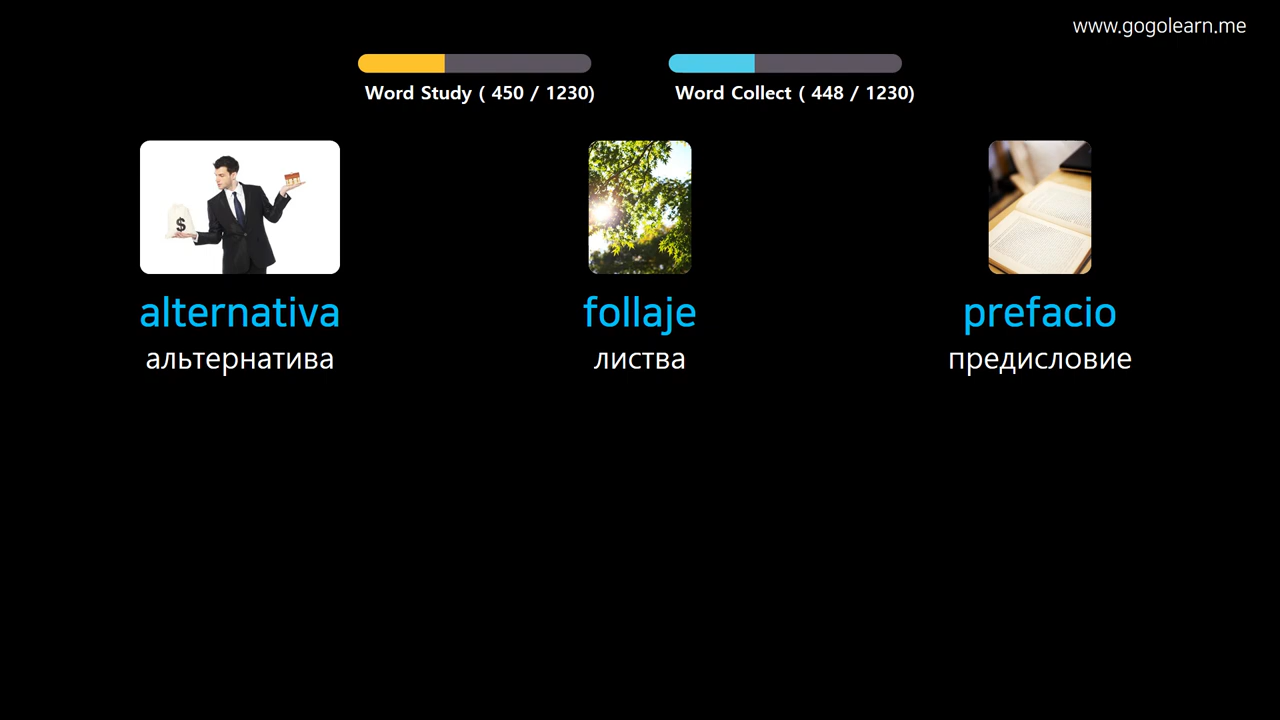 www.gogolearn.me
Word Study ( 450 / 1230)
Word Collect ( 448 / 1230)
$
alternativa
follaje
prefacio
альтернатива
листва
предисловие